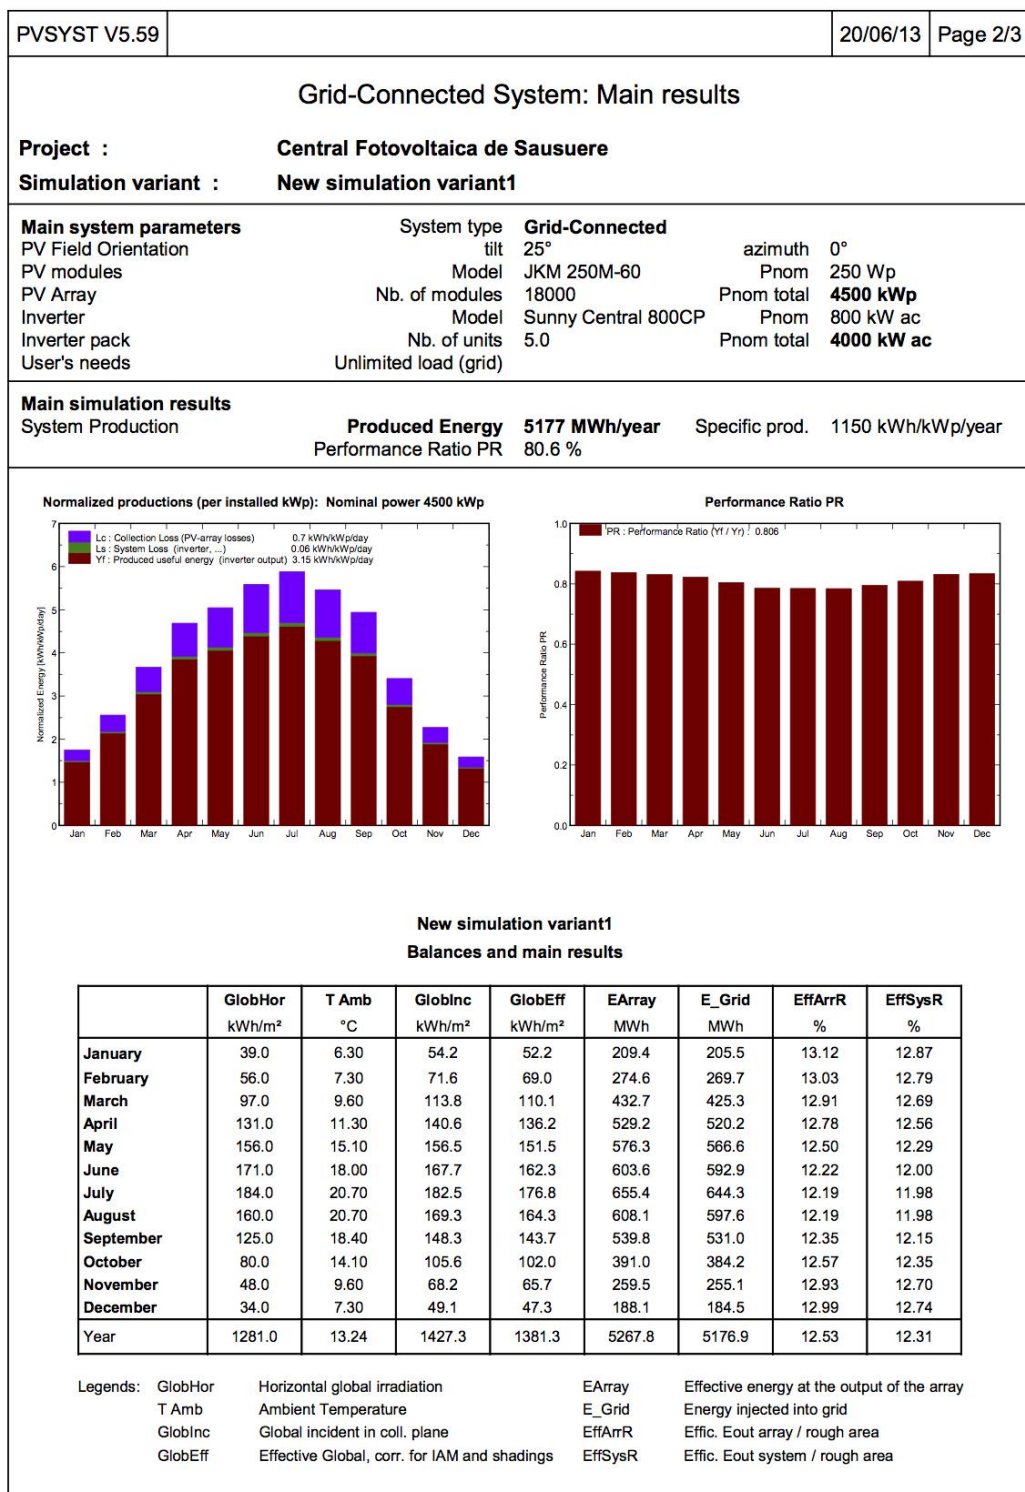 PVSYST V5.59 20/06/13 Page 2/3
Grid-Connected System: Main results
Project : Central Fotovoltaica de Sausuere
Simulation variant : New simulation variant1
Main system parameters System type Grid-Connected
PV Field Orientation tilt 25° azimuth 0°
PV modules Model JKM 250M-60 Pnom 250 Wp
PV Array Nb. of modules 18000 Pnom total 4500 kWp
Inverter Model Sunny Central 800CP Pnom 800 kW ac
Inverter pack Nb. of units 5.0 Pnom total 4000 kW ac
User's needs Unlimited load (grid)
Main simulation results
System Production Produced Energy 5177 MWh/year Specific prod. 1150 kWh/kWp/year
Performance Ratio PR 80.6 %
Normalized productions (per installed kWp): Nominal power 4500 kWp
Lc : Collection Loss (PV-array losses) 0.7 kWh/kWp/day
Ls : System Loss (inverter, ...) 0.06 kWh/kWp/day
Yf : Produced useful energy (inverter output) 3.15 kWh/kWp/day
Normalized Energy [kWh/kWp/day]
7
6
5
4
3
2
1
0
Jan Feb Mar Apr May Jun Jul Aug Sep Oct Nov Dec
Performance Ratio PR
PR : Performance Ratio (Yf / Yr) : 0.806
Performance Ratio PR
1.0
0.8
0.6
0.4
0.2
0.0
Jan Feb Mar Apr May Jun Jul Aug Sep Oct Nov Dec
New simulation variant1
Balances and main results
GlobHor T Amb GlobInc GlobEff EArray E_Grid EffArrR EffSysR
kWh/m² °C kWh/m² kWh/m² MWh MWh % %
January 39.0 6.30 54.2 52.2 209.4 205.5 13.12 12.87
February 56.0 7.30 71.6 69.0 274.6 269.7 13.03 12.79
March 97.0 9.60 113.8 110.1 432.7 425.3 12.91 12.69
April 131.0 11.30 140.6 136.2 529.2 520.2 12.78 12.56
May 156.0 15.10 156.5 151.5 576.3 566.6 12.50 12.29
June 171.0 18.00 167.7 162.3 603.6 592.9 12.22 12.00
July 184.0 20.70 182.5 176.8 655.4 644.3 12.19 11.98
August 160.0 20.70 169.3 164.3 608.1 597.6 12.19 11.98
September 125.0 18.40 148.3 143.7 539.8 531.0 12.35 12.15
October 80.0 14.10 105.6 102.0 391.0 384.2 12.57 12.35
November 48.0 9.60 68.2 65.7 259.5 255.1 12.93 12.70
December 34.0 7.30 49.1 47.3 188.1 184.5 12.99 12.74
Year 1281.0 13.24 1427.3 1381.3 5267.8 5176.9 12.53 12.31
Legends: GlobHor Horizontal global irradiation EArray Effective energy at the output of the array
T Amb Ambient Temperature E_Grid Energy injected into grid
GlobInc Global incident in coll. plane EffArrR Effic. Eout array / rough area
GlobEff Effective Global, corr. for IAM and shadings EffSysR Effic. Eout system / rough area